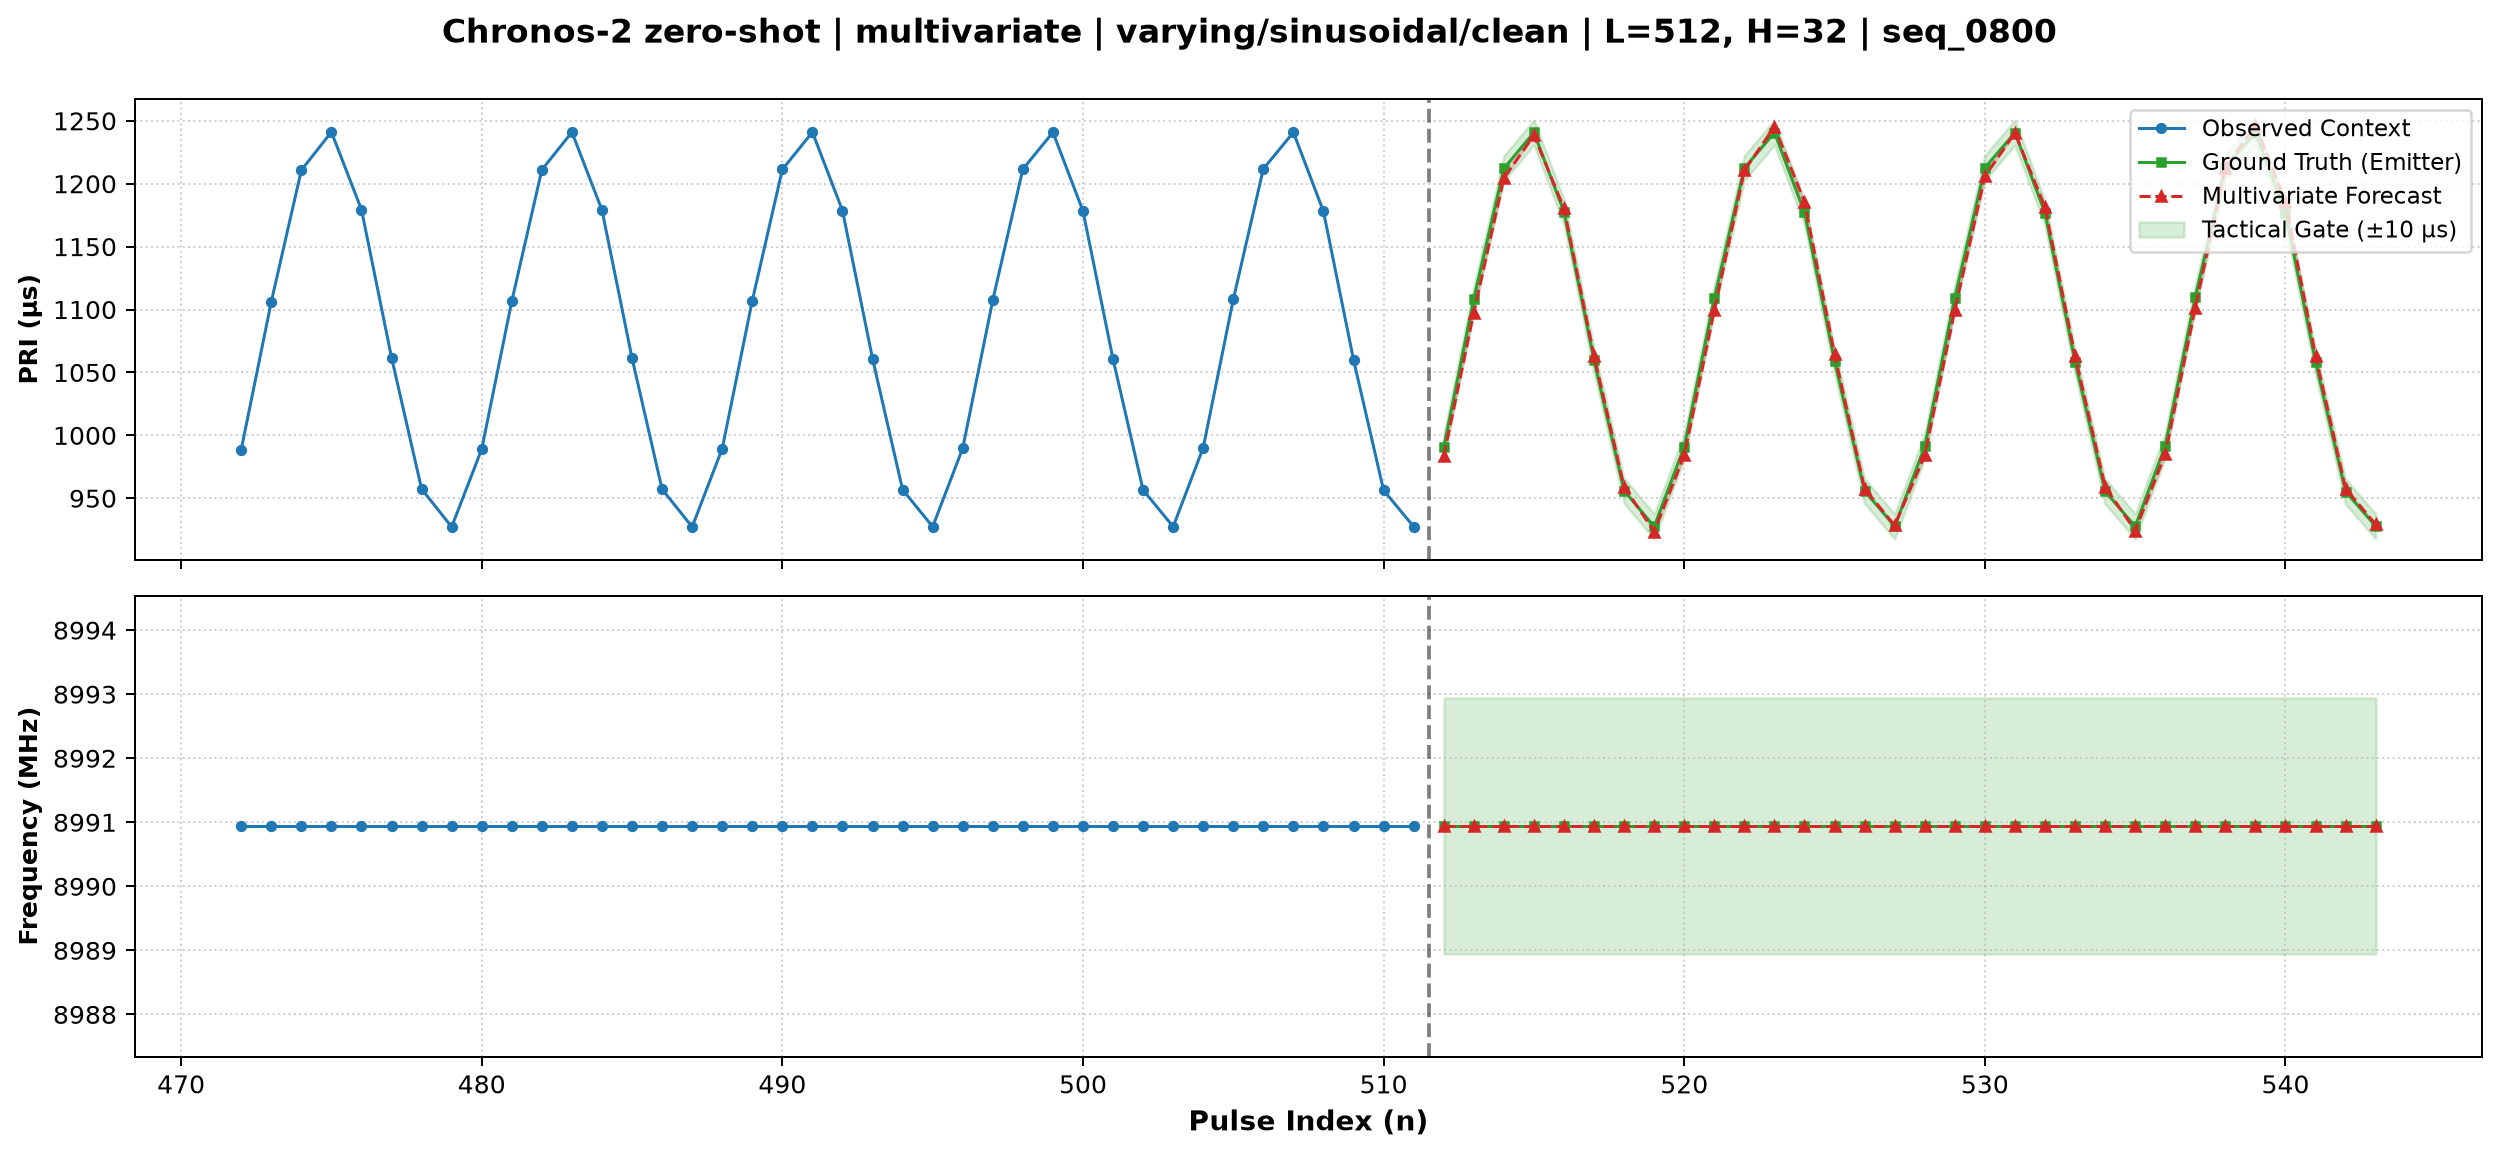 Chronos-2 zero-shot | multivariate | varying/sinusoidal/clean | L=512, H=32 | seq_0800
1250
1200
1150
1100
1050
1000
950
PRI (μs)
Observed Context
Ground Truth (Emitter)
Multivariate Forecast
Tactical Gate (±10 μs)
8994
8993
8992
8991
8990
8989
8988
Frequency (MHz)
470 480 490 500 510 520 530 540
Pulse Index (n)